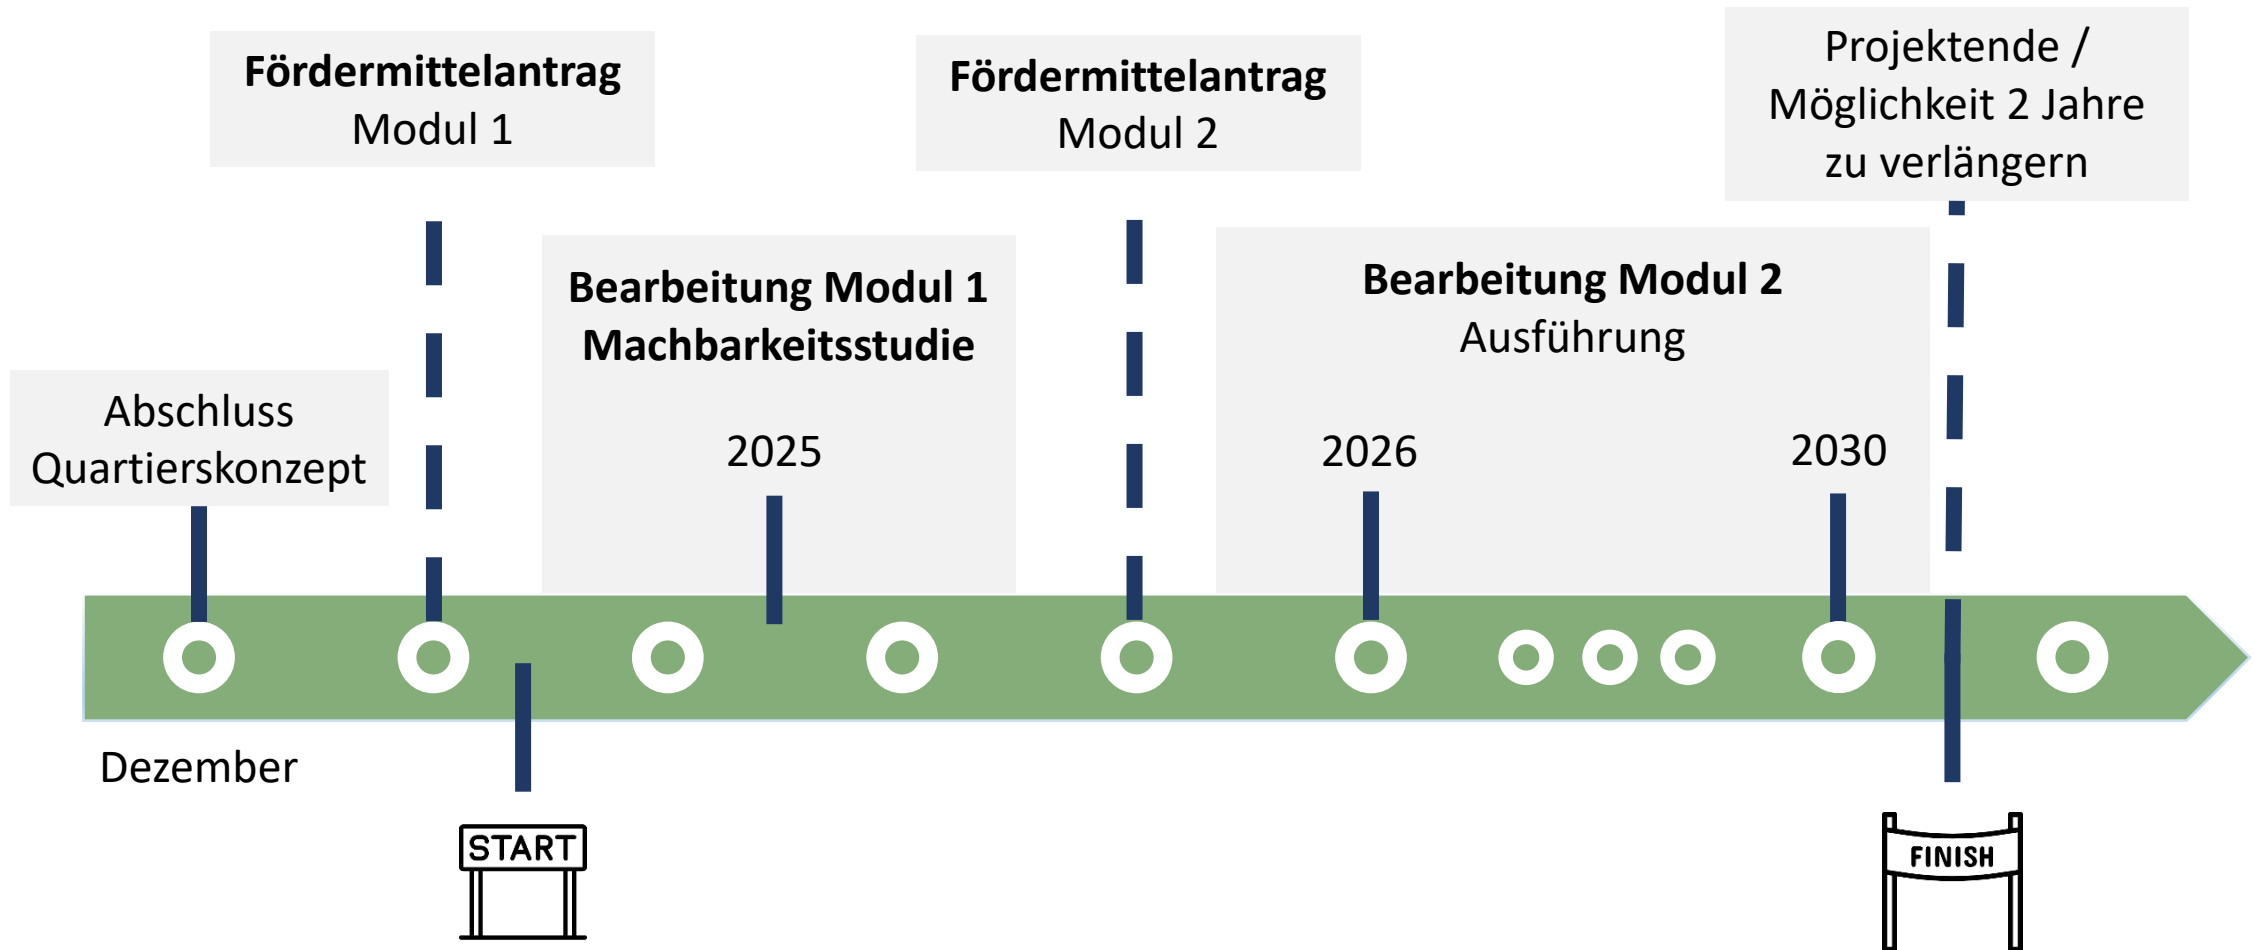 Fördermittelantrag
Modul 1
Fördermittelantrag
Modul 2
Projektende /
Möglichkeit 2 Jahre
zu verlängern
Bearbeitung Modul 1
Machbarkeitsstudie
2025
Bearbeitung Modul 2
Ausführung
2026
2030
Abschluss
Quartierskonzept
Dezember
START
FINISH